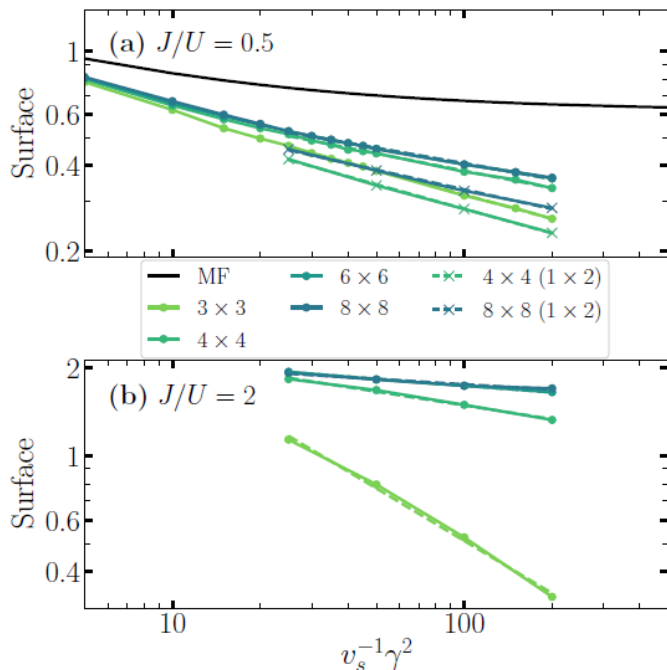 (a) J/U = 0.5
Surface
1
0.6
0.4
0.2
MF
3 × 3
4 × 4
6 × 6
8 × 8
4 × 4 (1 × 2)
8 × 8 (1 × 2)
(b) J/U = 2
Surface
2
1
0.6
0.4
10
100
v_s^{-1}γ^2